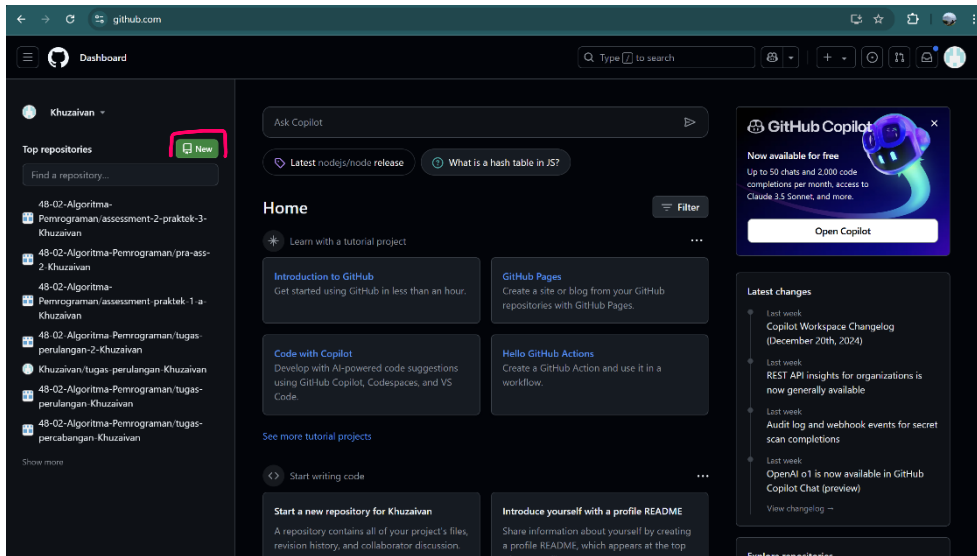 github.com
Dashboard
Type / to search
Khuzaivan
Top repositories
New
Find a repository...
48-02-Algoritma-
Pemrograman/assessment-2-praktek-3-
Khuzaivan
48-02-Algoritma-Pemrograman/pra-ass-
2-Khuzaivan
48-02-Algoritma-
Pemrograman/assessment-praktek-1-a-
Khuzaivan
48-02-Algoritma-Pemrograman/tugas-
perulangan-2-Khuzaivan
Khuzaivan/tugas-perulangan-Khuzaivan
48-02-Algoritma-Pemrograman/tugas-
perulangan-Khuzaivan
48-02-Algoritma-Pemrograman/tugas-
percabangan-Khuzaivan
Show more
Ask Copilot
Latest nodejs/node release
What is a hash table in JS?
Home
Filter
Learn with a tutorial project
Introduction to GitHub
Get started using GitHub in less than an hour.
GitHub Pages
Create a site or blog from your GitHub
repositories with GitHub Pages.
Code with Copilot
Develop with AI-powered code suggestions
using GitHub Copilot, Codespaces, and VS
Code.
Hello GitHub Actions
Create a GitHub Action and use it in a
workflow.
See more tutorial projects
Start writing code
Start a new repository for Khuzaivan
A repository contains all of your project's files,
revision history, and collaborator discussion.
Introduce yourself with a profile README
Share information about yourself by creating
a profile README, which appears at the top
GitHub Copilot
Now available for free
Up to 50 chats and 2,000 code
completions per month, access to
Claude 3.5 Sonnet, and more.
Open Copilot
Latest changes
Last week
Copilot Workspace Changelog
(December 20th, 2024)
Last week
REST API insights for organizations is
now generally available
Last week
Audit log and webhook events for secret
scan completions
Last week
OpenAI o1 is now available in GitHub
Copilot Chat (preview)
View changelog →
Explore repositories